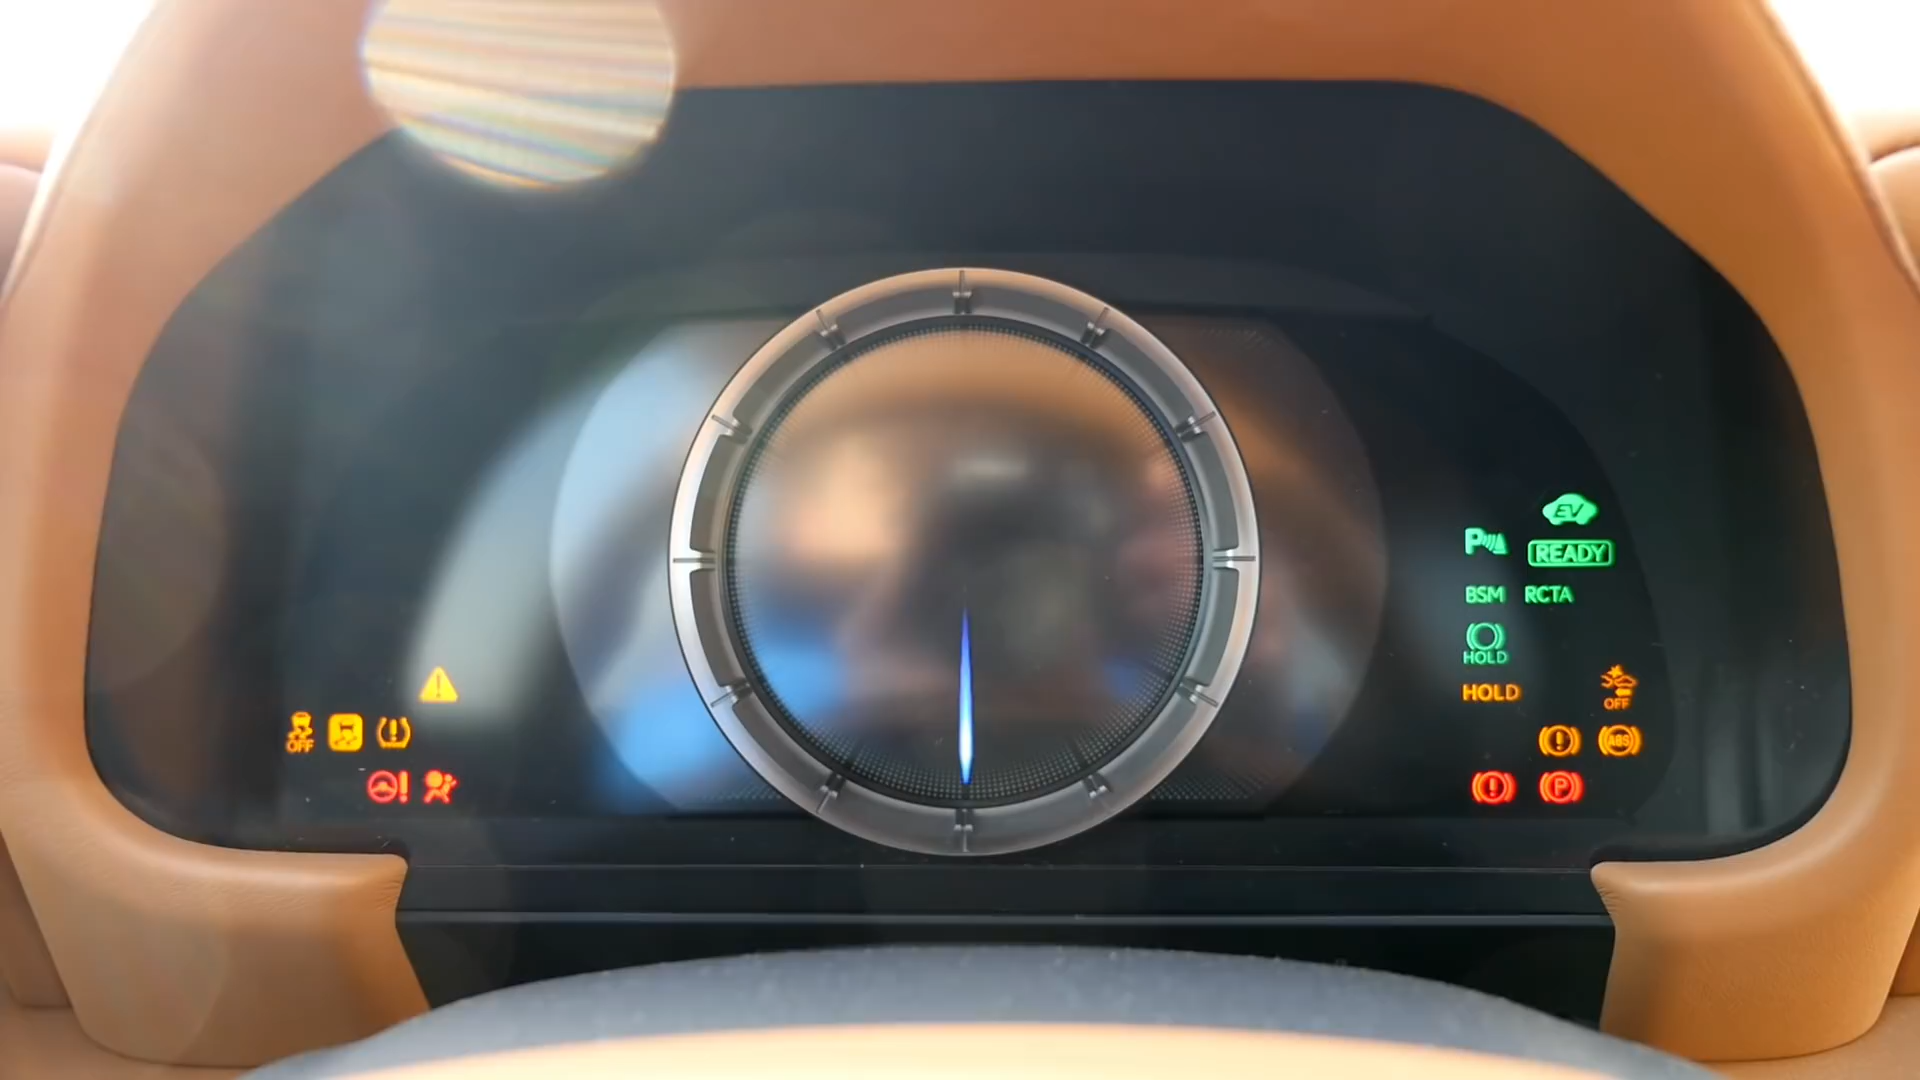 EV
P
READY
BSM RCTA
HOLD
HOLD
OFF
OFF
!
!
ABS
!
!
! P